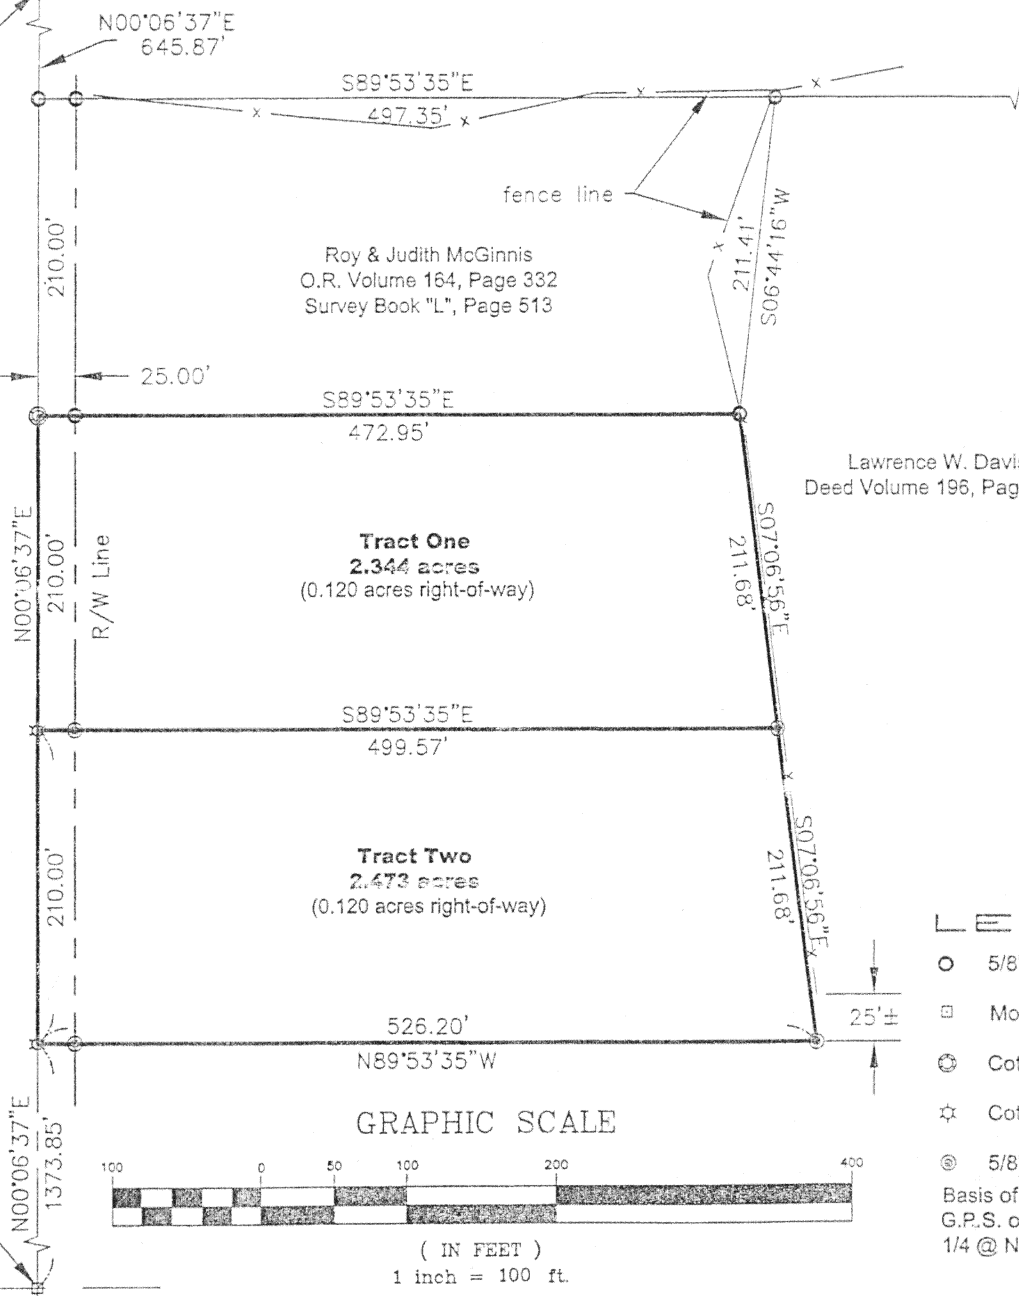 N00°06'37"E
645.87'
S89°53'35"E
497.35'
fence line
210.00'
Roy & Judith McGinnis
O.R. Volume 164, Page 332
Survey Book "L", Page 513
211.41'
S06°44'16"W
25.00'
S89°53'35"E
472.95'
Lawrence W. Davis
Deed Volume 196, Pag
N00°06'37"E
210.00'
R/W Line
Tract One
2.344 acres
(0.120 acres right-of-way)
S07°06'56"E
211.68'
S89°53'35"E
499.57'
210.00'
Tract Two
2.473 acres
(0.120 acres right-of-way)
S07°06'56"E
211.68'
25'±
526.20'
N89°53'35"W
N00°06'37"E
1373.85'
LE
5/8
Mo
Cot
Cot
5/8
Basis of
G.P.S. o
1/4 @ N
GRAPHIC SCALE
100 0 50 100 200 400
( IN FEET )
1 inch = 100 ft.